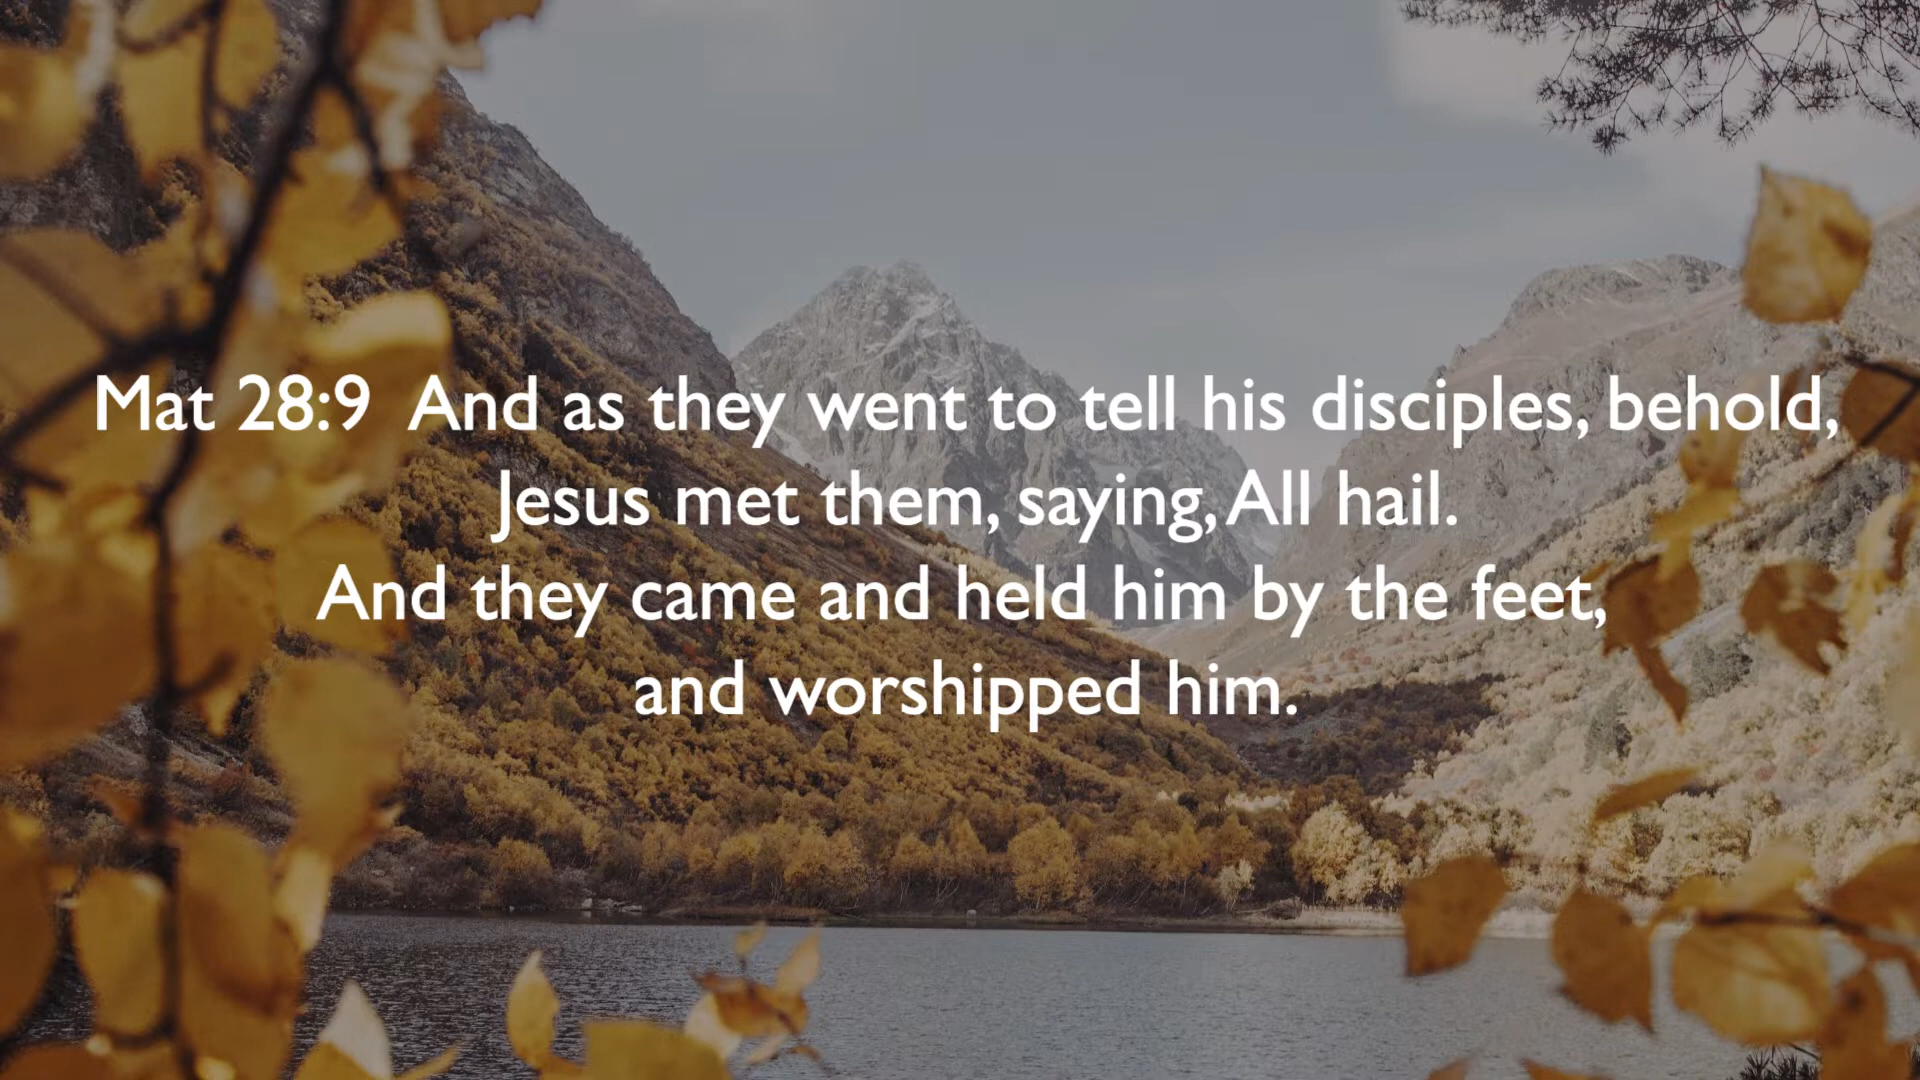 Mat 28:9  And as they went to tell his disciples, behold,
Jesus met them, saying, All hail.
And they came and held him by the feet,
and worshipped him.